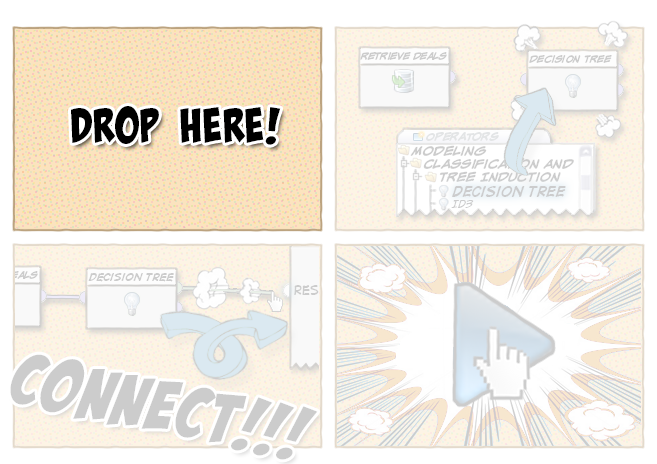 DROP HERE!
RETRIEVE DEALS
DECISION TREE
OPERATORS
MODELING
CLASSIFICATION AND
TREE INDUCTION
DECISION TREE
ID3
EALS
DECISION TREE
RES
CONNECT!!!